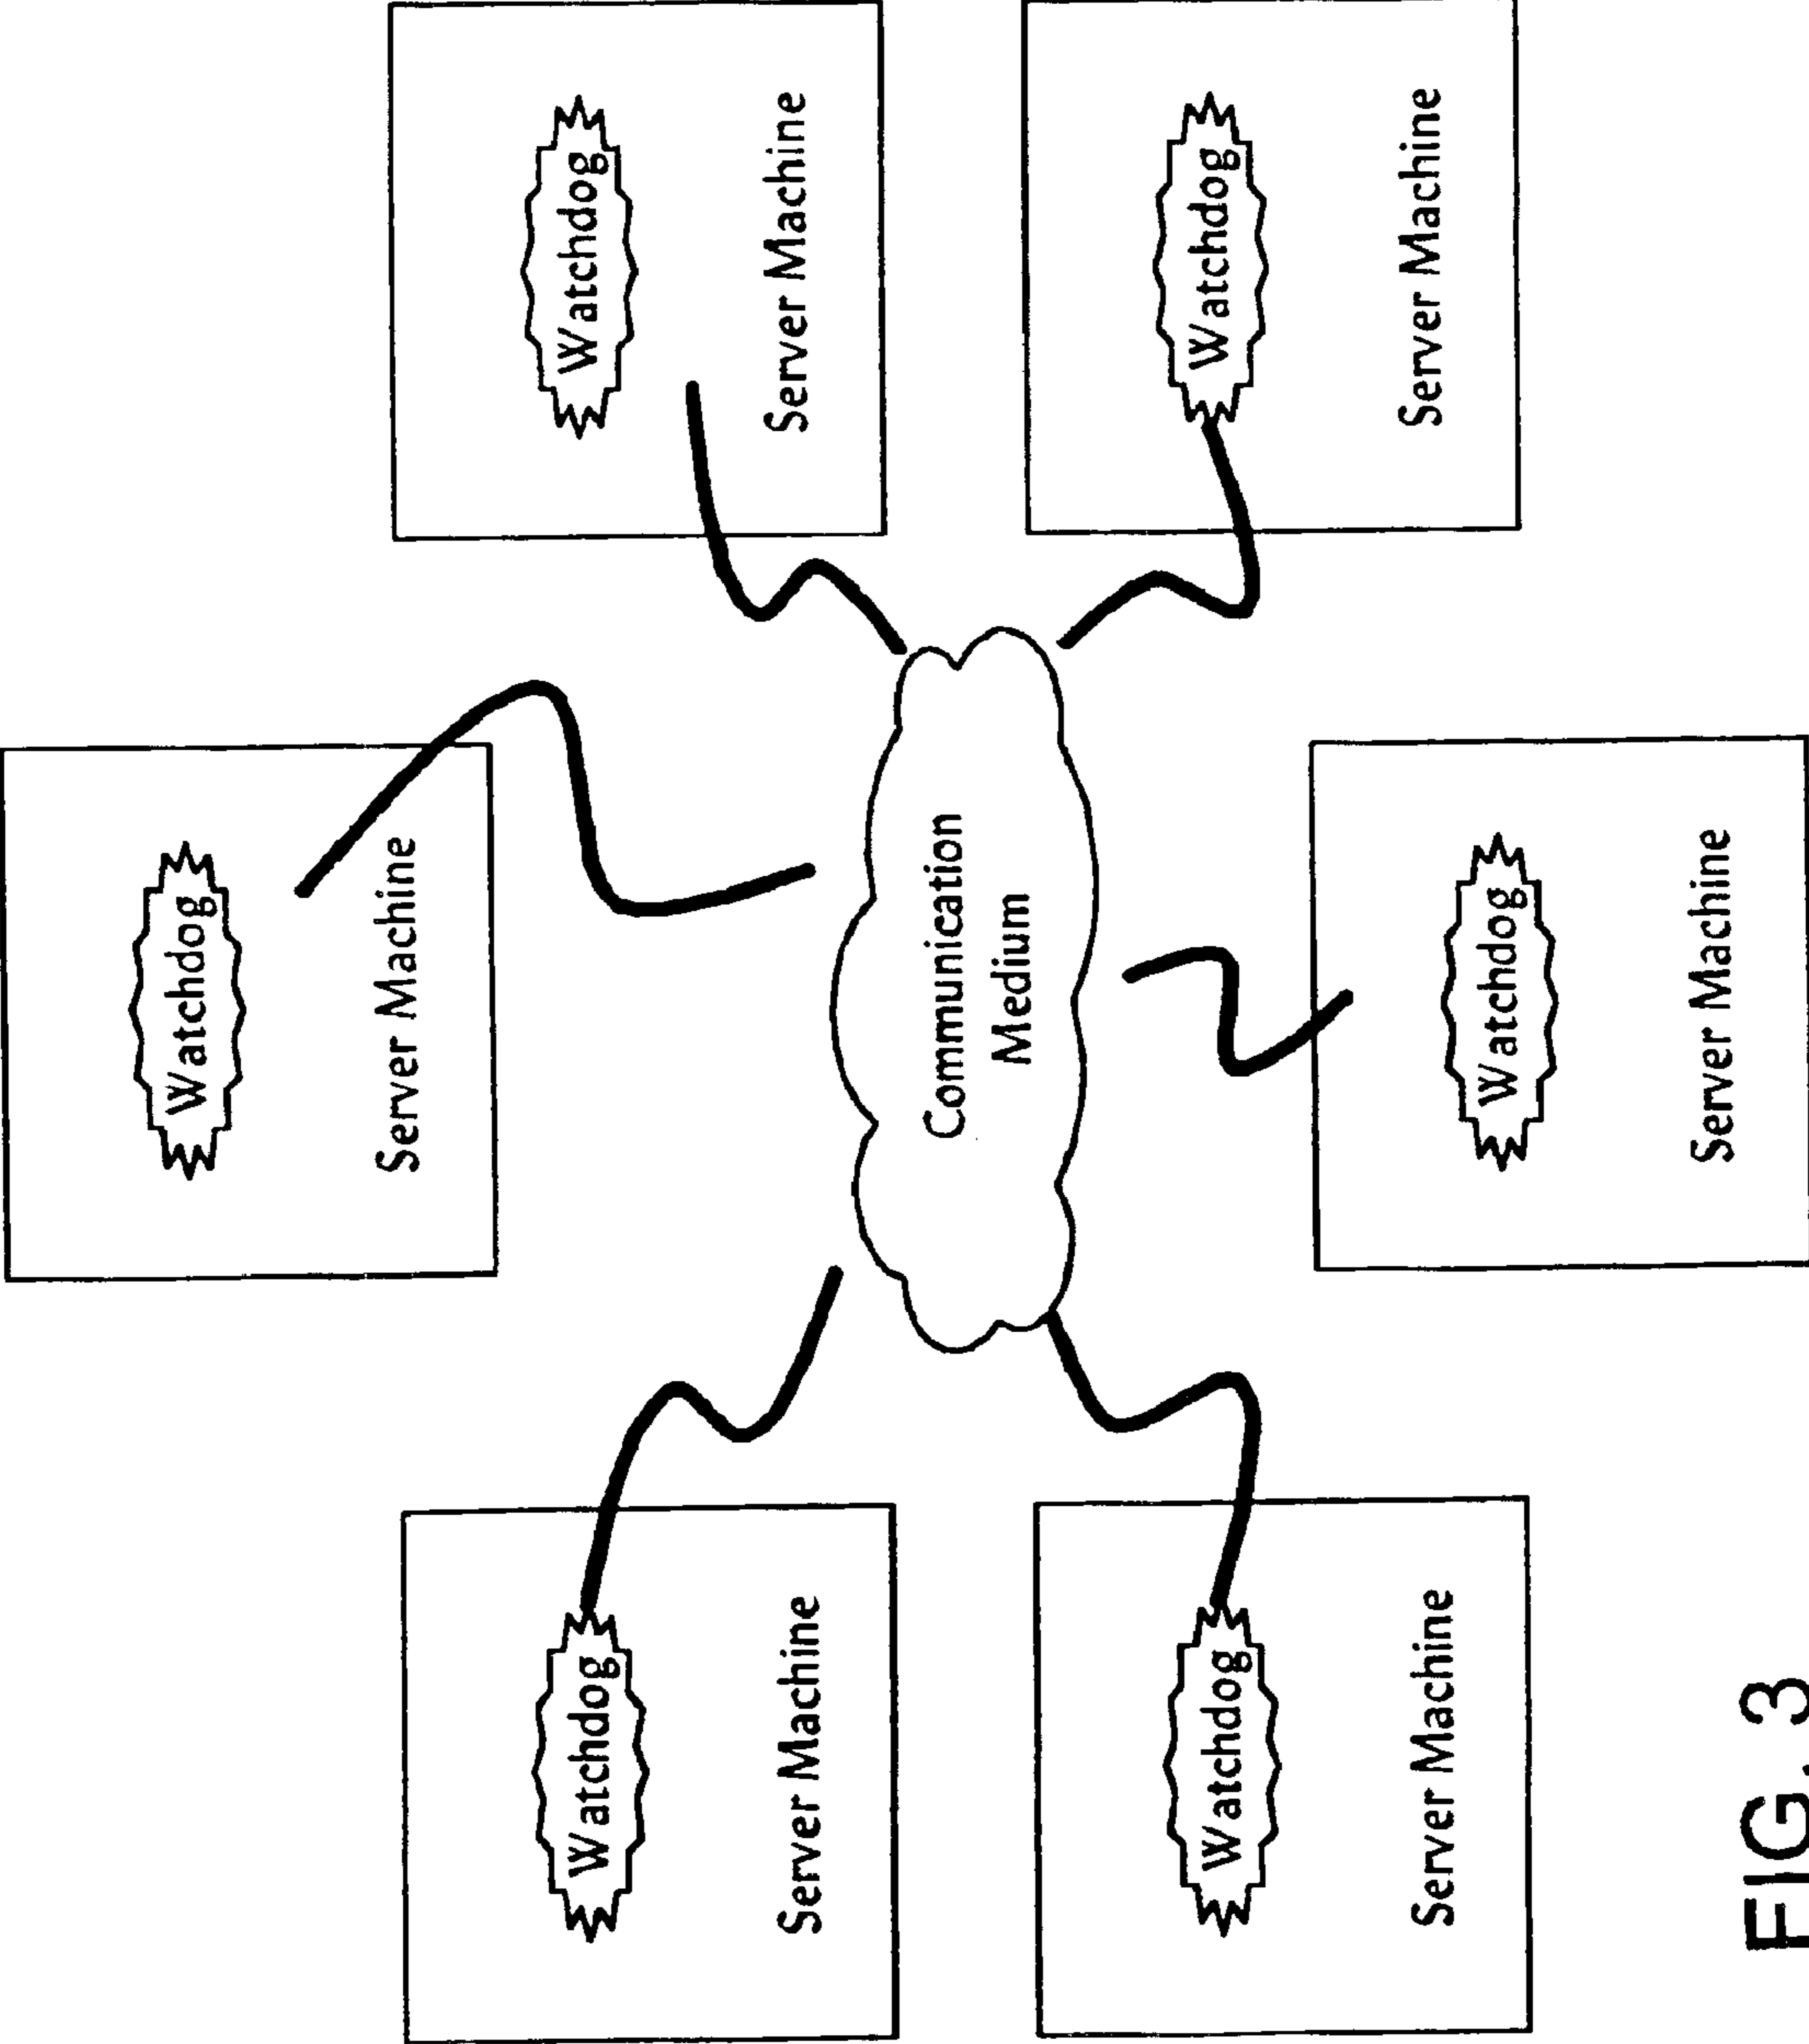 Watchdog
Server Machine
Watchdog
Server Machine
Watchdog
Server Machine
Communication
Medium
Watchdog
Server Machine
Watchdog
Server Machine
Watchdog
Server Machine
FIG. 3